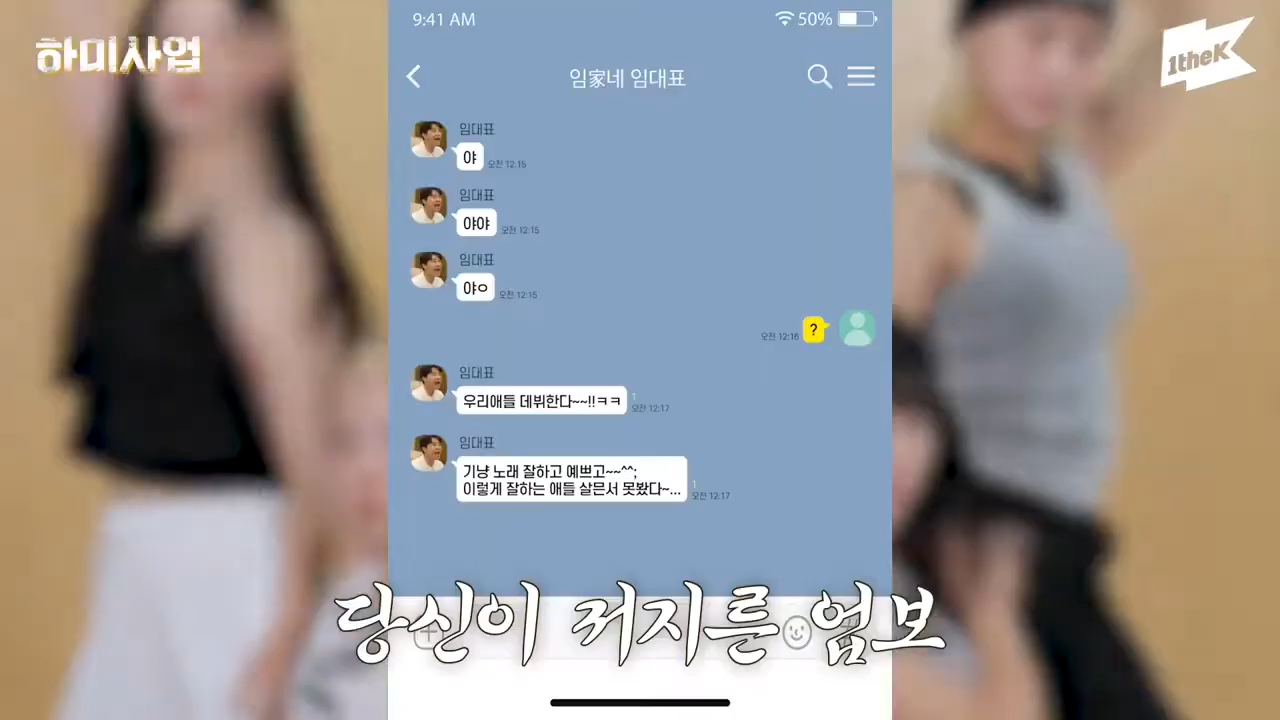 9:41 AM
50%
하미사업
1theK
임家네 임대표
임대표
야
오전 12:15
임대표
야야
오전 12:15
임대표
야ㅇ
오전 12:15
오전 12:16
?
임대표
우리애들 데뷔한다~~!!ㅋㅋ
1
오전 12:17
임대표
기냥 노래 잘하고 예쁘고~~^^;
이렇게 잘하는 애들 살믄서 못봤다~...
1
오전 12:17
당신이 저지른 업보